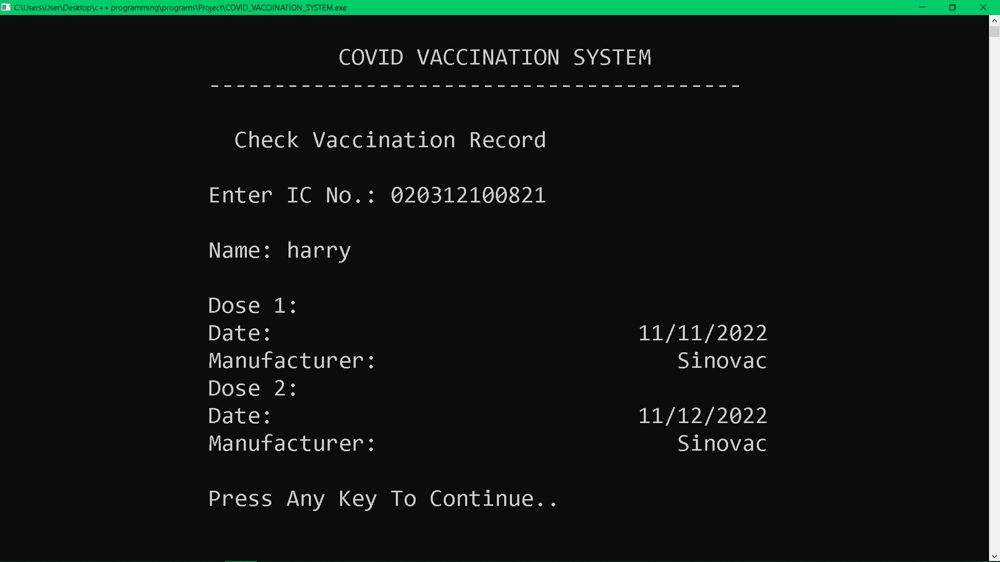 C:\Users\User\Desktop\c++ programming\programs\Project\COVID_VACCIINATION_SYSTEM.exe
COVID VACCINATION SYSTEM
-----------------------------------------
Check Vaccination Record
Enter IC No.: 020312100821
Name: harry
Dose 1:
Date: 11/11/2022
Manufacturer: Sinovac
Dose 2:
Date: 11/12/2022
Manufacturer: Sinovac
Press Any Key To Continue..